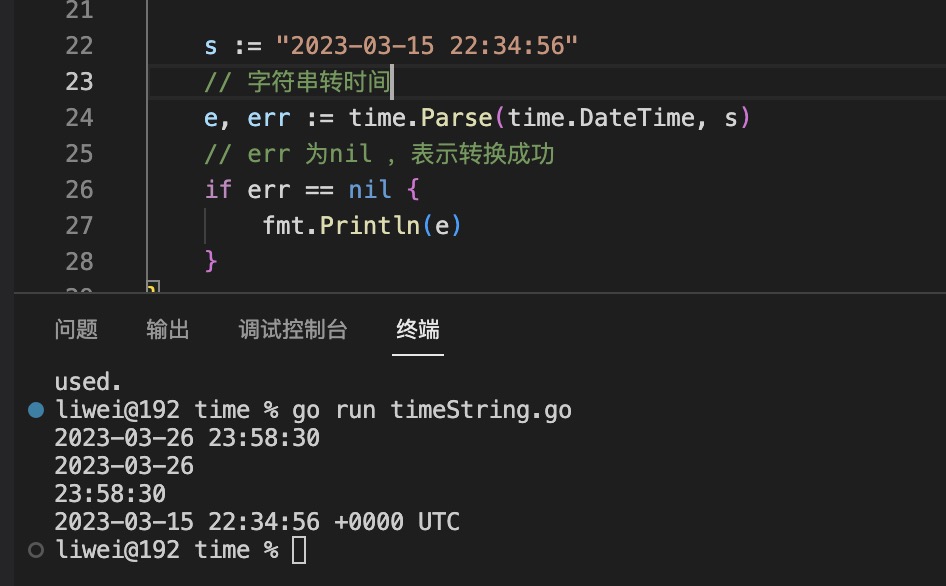 21
22 s := "2023-03-15 22:34:56"
23 // 字符串转时间
24 e, err := time.Parse(time.DateTime, s)
25 // err 为nil ，表示转换成功
26 if err == nil {
27 fmt.Println(e)
28 }
}
问题 输出 调试控制台 终端
used.
liwei@192 time % go run timeString.go
2023-03-26 23:58:30
2023-03-26
23:58:30
2023-03-15 22:34:56 +0000 UTC
liwei@192 time %